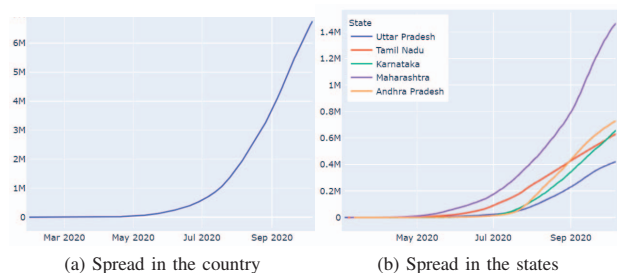 6M
5M
4M
3M
2M
1M
0
Mar 2020 May 2020 Jul 2020 Sep 2020
(a) Spread in the country
State
Uttar Pradesh
Tamil Nadu
Karnataka
Maharashtra
Andhra Pradesh
1.4M
1.2M
1M
0.8M
0.6M
0.4M
0.2M
0
May 2020 Jul 2020 Sep 2020
(b) Spread in the states